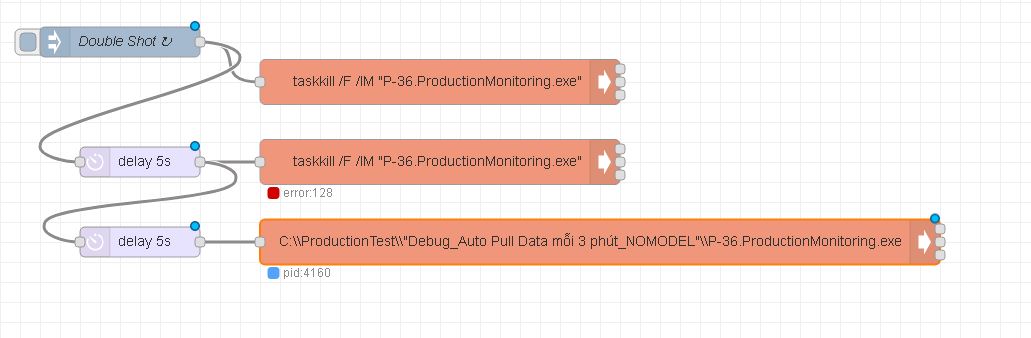 Double Shot ↻
taskkill /F /IM "P-36.ProductionMonitoring.exe"
delay 5s
taskkill /F /IM "P-36.ProductionMonitoring.exe"
error:128
delay 5s
C:\\ProductionTest\\"Debug_Auto Pull Data mỗi 3 phút_NOMODEL"\\P-36.ProductionMonitoring.exe
pid:4160